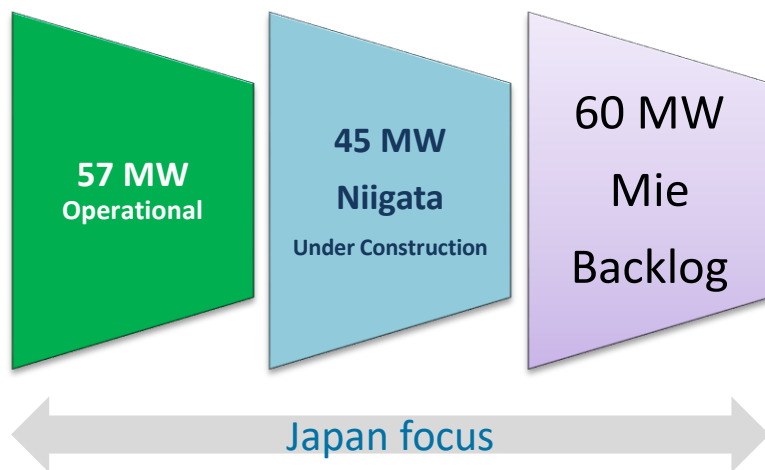 57 MW
Operational
45 MW
Niigata
Under Construction
60 MW
Mie
Backlog
Japan focus